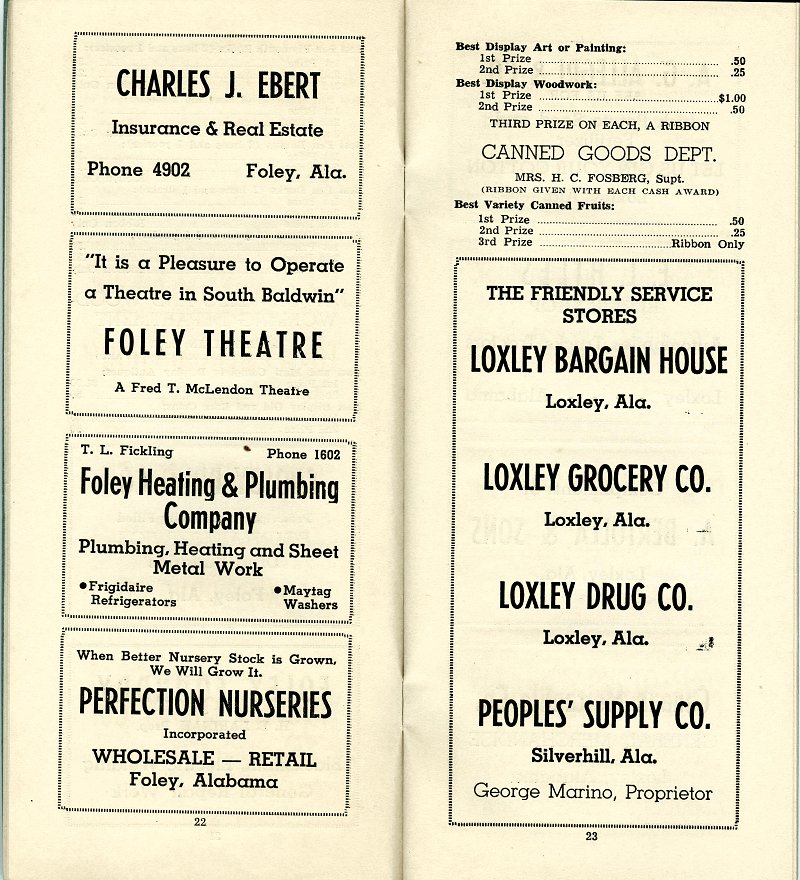 CHARLES J. EBERT
Insurance & Real Estate
Phone 4902 Foley, Ala.
"It is a Pleasure to Operate
a Theatre in South Baldwin"
FOLEY THEATRE
A Fred T. McLendon Theatre
T. L. Fickling Phone 1602
Foley Heating & Plumbing
Company
Plumbing, Heating and Sheet
Metal Work
●Frigidaire
Refrigerators
●Maytag
Washers
When Better Nursery Stock is Grown,
We Will Grow It.
PERFECTION NURSERIES
Incorporated
WHOLESALE — RETAIL
Foley, Alabama
22
Best Display Art or Painting:
1st Prize .50
2nd Prize .25
Best Display Woodwork:
1st Prize $1.00
2nd Prize .50
THIRD PRIZE ON EACH, A RIBBON
CANNED GOODS DEPT.
MRS. H. C. FOSBERG, Supt.
(RIBBON GIVEN WITH EACH CASH AWARD)
Best Variety Canned Fruits:
1st Prize .50
2nd Prize .25
3rd Prize Ribbon Only
THE FRIENDLY SERVICE
STORES
LOXLEY BARGAIN HOUSE
Loxley, Ala.
LOXLEY GROCERY CO.
Loxley, Ala.
LOXLEY DRUG CO.
Loxley, Ala.
PEOPLES' SUPPLY CO.
Silverhill, Ala.
George Marino, Proprietor
23